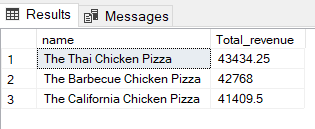 Results Messages
name Total_revenue
1 The Thai Chicken Pizza 43434.25
2 The Barbecue Chicken Pizza 42768
3 The California Chicken Pizza 41409.5